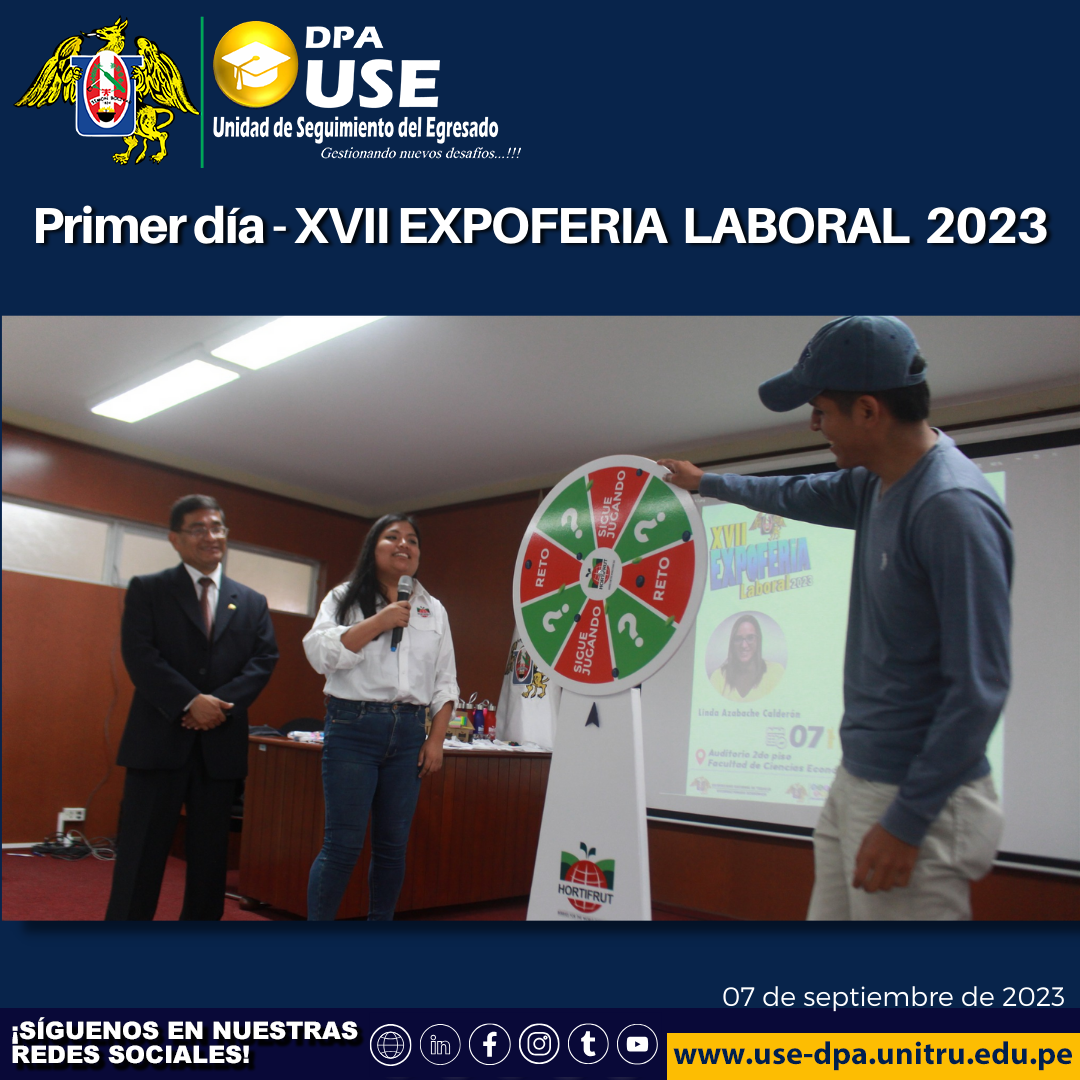 DPA
USE
Unidad de Seguimiento del Egresado
Gestionando nuevos desafíos...!!!
Primer día - XVII EXPOFERIA LABORAL 2023
SIGUE
JUGANDO
?
?
RETO
RETO
HORTIFRUT
?
?
SIGUE
JUGANDO
XVII
EXPOFERIA
Laboral 2023
Linda Azabache Calderón
07
Auditorio 2do piso
Facultad de Ciencias Econ
HORTIFRUT
07 de septiembre de 2023
¡SÍGUENOS EN NUESTRAS
REDES SOCIALES!
www.use-dpa.unitru.edu.pe